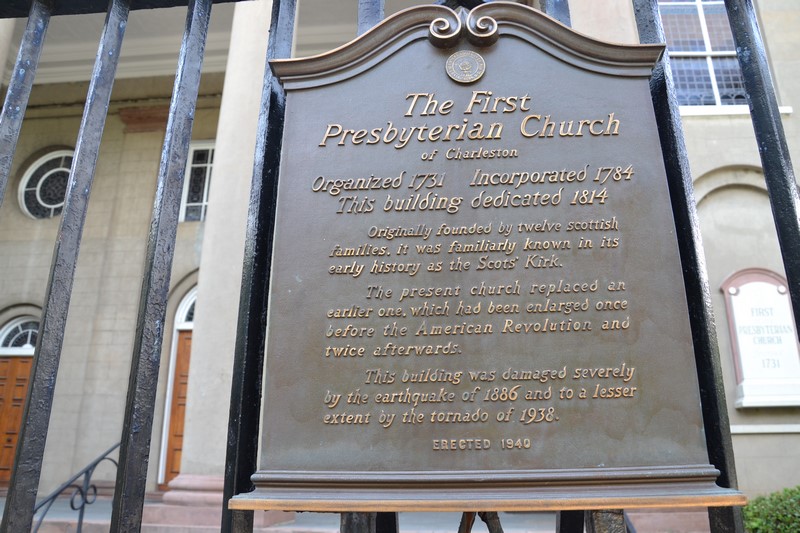 The First
Presbyterian Church
of Charleston
Organized 1731 Incorporated 1784
This building dedicated 1814
Originally founded by twelve scottish
families, it was familiarly known in its
early history as the Scots' Kirk.
The present church replaced an
earlier one, which had been enlarged once
before the American Revolution and
twice afterwards.
This building was damaged severely
by the earthquake of 1886 and to a lesser
extent by the tornado of 1938.
ERECTED 1940
FIRST
PRESBYTERIAN
CHURCH
1731